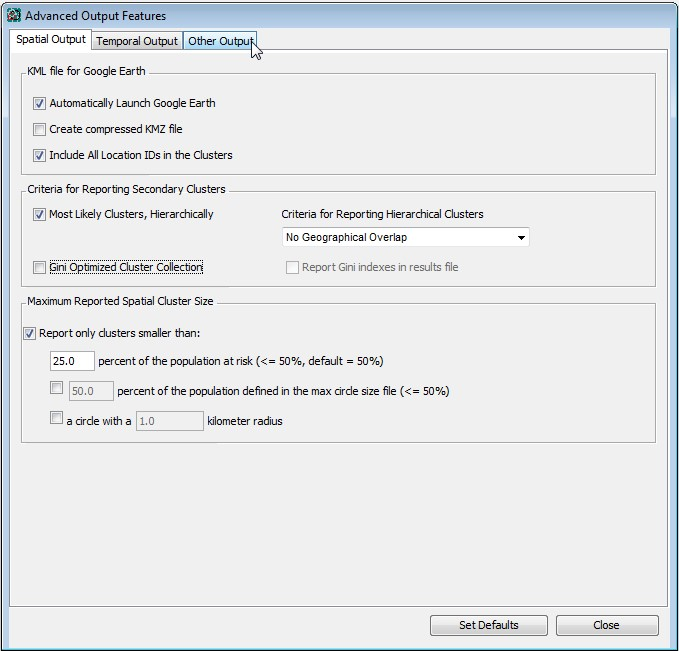 Advanced Output Features
Spatial Output Temporal Output Other Output
KML file for Google Earth
Automatically Launch Google Earth
Create compressed KMZ file
Include All Location IDs in the Clusters
Criteria for Reporting Secondary Clusters
Most Likely Clusters, Hierarchically
Criteria for Reporting Hierarchical Clusters
No Geographical Overlap
Gini Optimized Cluster Collection
Report Gini indexes in results file
Maximum Reported Spatial Cluster Size
Report only clusters smaller than:
25.0 percent of the population at risk (<= 50%, default = 50%)
50.0 percent of the population defined in the max circle size file (<= 50%)
a circle with a 1.0 kilometer radius
Set Defaults Close